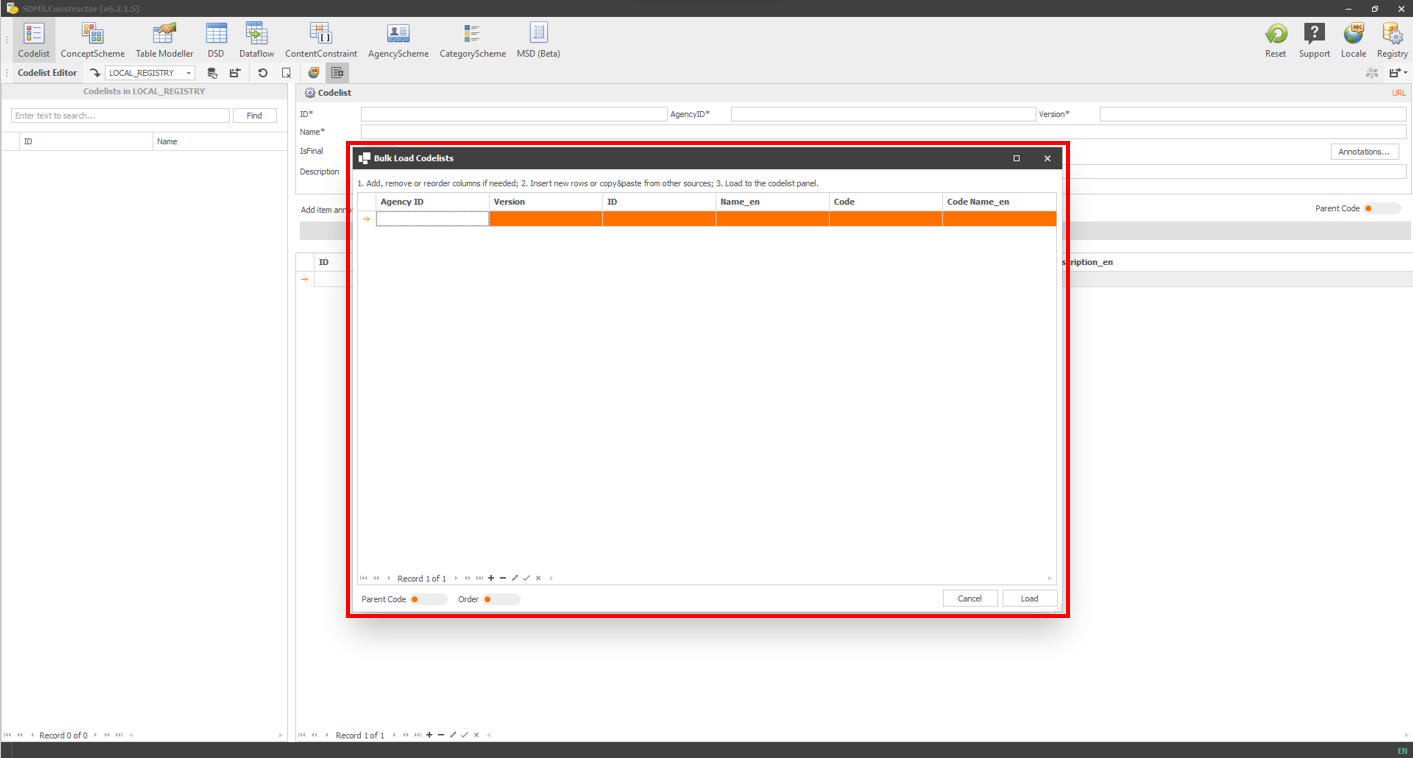 SDMX.Constructor (v6.2.1.5)
Codelist ConceptScheme Table Modeller DSD Dataflow ContentConstraint AgencyScheme CategoryScheme MSD (Beta) Reset Support Locale Registry
Codelist Editor LOCAL_REGISTRY
Codelists in LOCAL_REGISTRY
Enter text to search... Find
ID Name
Record 0 of 0
Codelist URL
ID* AgencyID* Version*
Name*
IsFinal Annotations...
Description
Add item anno
Parent Code
ID scription_en
Bulk Load Codelists
1. Add, remove or reorder columns if needed; 2. Insert new rows or copy&paste from other sources; 3. Load to the codelist panel.
Agency ID Version ID Name_en Code Code Name_en
Record 1 of 1
Parent Code Order Cancel Load
Record 1 of 1
EN